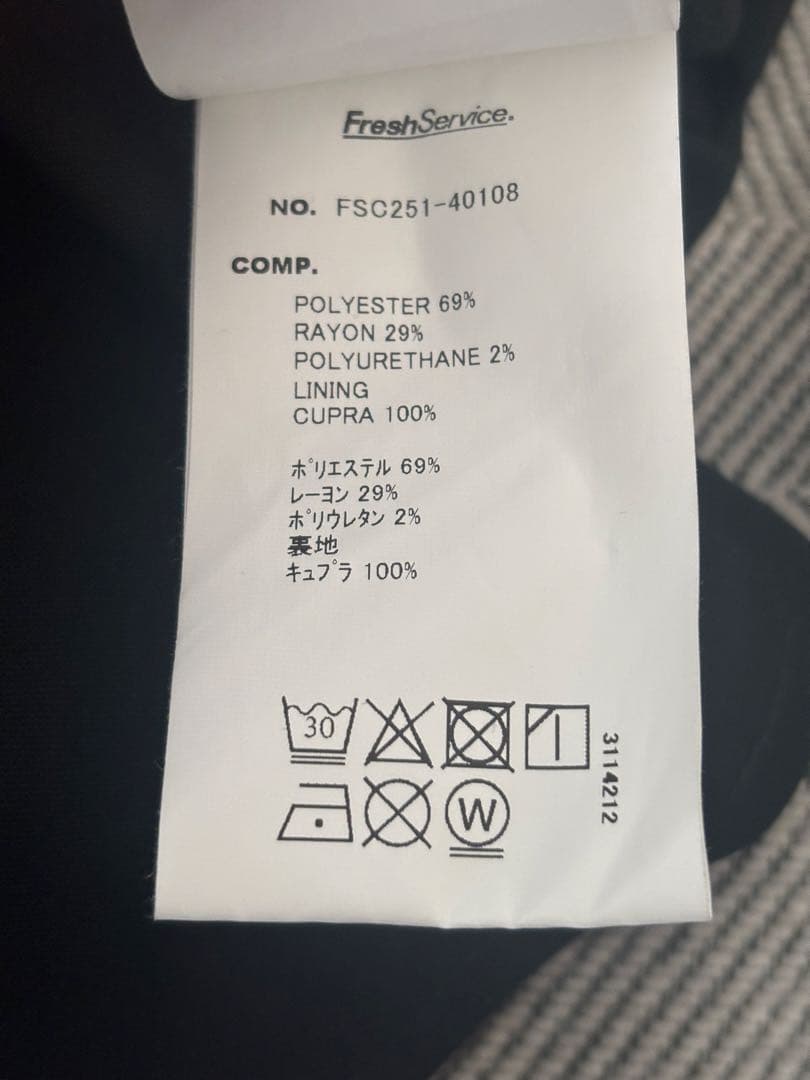 FreshService.
NO. FSC251-40108
COMP.
POLYESTER 69%
RAYON 29%
POLYURETHANE 2%
LINING
CUPRA 100%
ポリエステル 69%
レーヨン 29%
ポリウレタン 2%
裏地
キュプラ 100%
30
W
3114212